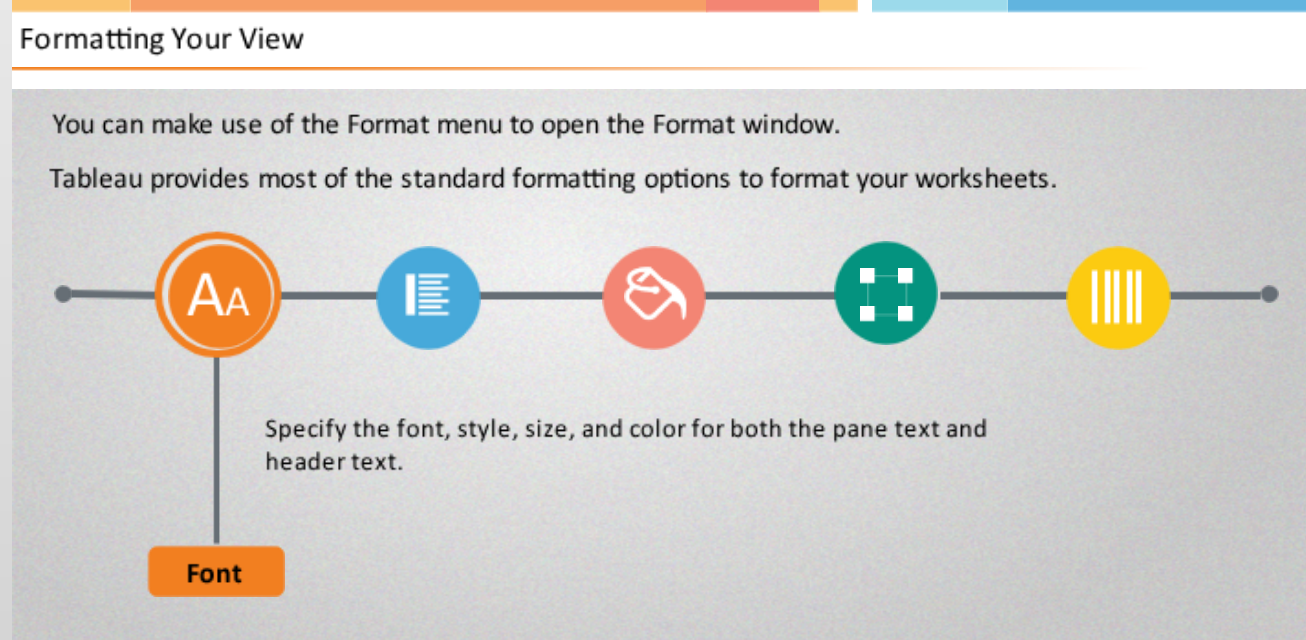 Formatting Your View
You can make use of the Format menu to open the Format window.
Tableau provides most of the standard formatting options to format your worksheets.
AA
Specify the font, style, size, and color for both the pane text and
header text.
Font